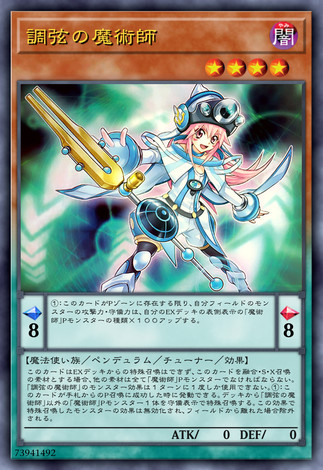 調弦の魔術師
やみ
闇
①：このカードがPゾーンに存在する限り、自分フィールドのモン
スターの攻撃力・守備力は、自分のEXデッキの表側表示の「魔術
師」Pモンスターの種類×１００アップする。
8
8
【魔法使い族／ペンデュラム／チューナー／効果】
このカードはEXデッキからの特殊召喚はできず、このカードを融合・S・X召喚
の素材とする場合、他の素材は全て「魔術師」Pモンスターでなければならない。
「調弦の魔術師」のモンスター効果は１ターンに１度しか使用できない。①：こ
のカードが手札からのP召喚に成功した時に発動できる。デッキから「調弦の魔
術師」以外の「魔術師」Pモンスター１体を守備表示で特殊召喚する。この効果で
特殊召喚したモンスターの効果は無効化され、フィールドから離れた場合除外
される。
ATK/ 0 DEF/ 0
73941492